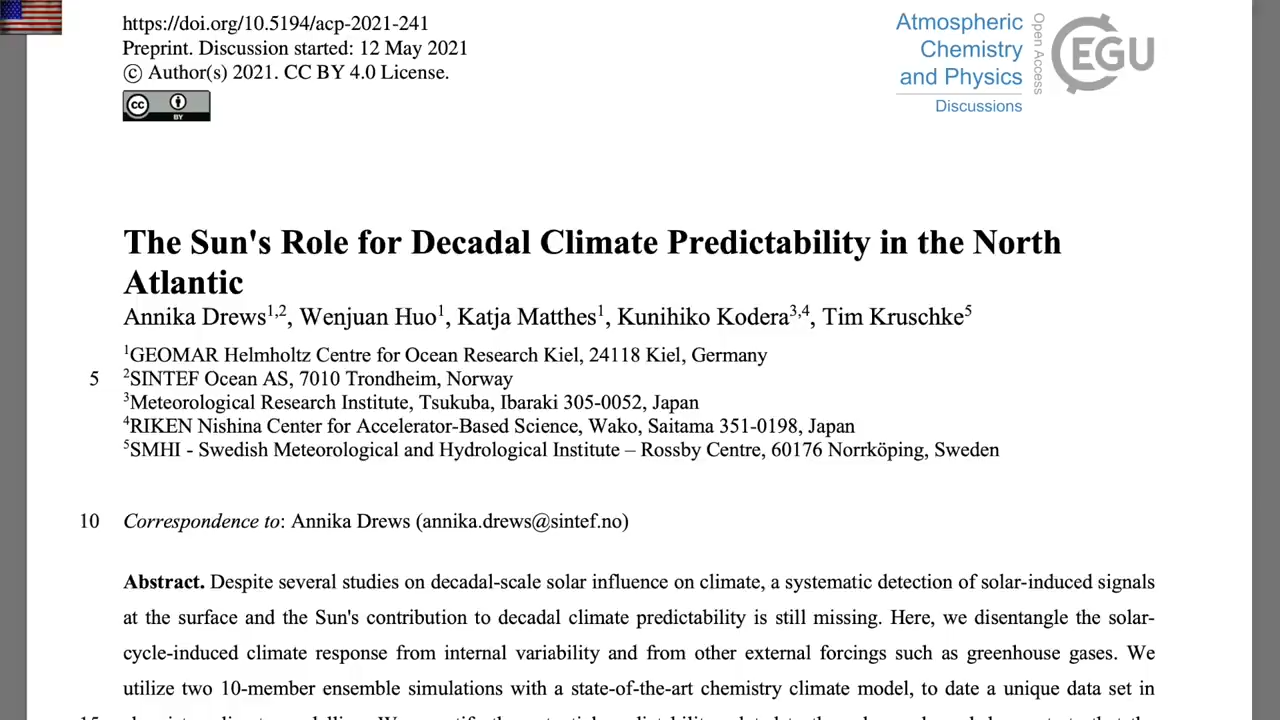 https://doi.org/10.5194/acp-2021-241
Preprint. Discussion started: 12 May 2021
© Author(s) 2021. CC BY 4.0 License.
cc BY
Atmospheric
Chemistry
and Physics
Discussions
Open Access
EGU
The Sun's Role for Decadal Climate Predictability in the North
Atlantic
Annika Drews1,2, Wenjuan Huo1, Katja Matthes1, Kunihiko Kodera3,4, Tim Kruschke5
1GEOMAR Helmholtz Centre for Ocean Research Kiel, 24118 Kiel, Germany
5 2SINTEF Ocean AS, 7010 Trondheim, Norway
3Meteorological Research Institute, Tsukuba, Ibaraki 305-0052, Japan
4RIKEN Nishina Center for Accelerator-Based Science, Wako, Saitama 351-0198, Japan
5SMHI - Swedish Meteorological and Hydrological Institute – Rossby Centre, 60176 Norrköping, Sweden
10 Correspondence to: Annika Drews (annika.drews@sintef.no)
Abstract. Despite several studies on decadal-scale solar influence on climate, a systematic detection of solar-induced signals
at the surface and the Sun's contribution to decadal climate predictability is still missing. Here, we disentangle the solar-
cycle-induced climate response from internal variability and from other external forcings such as greenhouse gases. We
utilize two 10-member ensemble simulations with a state-of-the-art chemistry climate model, to date a unique data set in